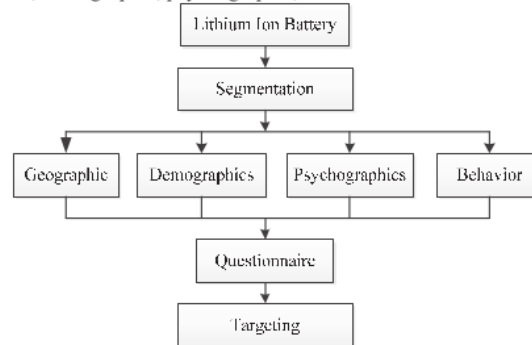 Lithium Ion Battery
Segmentation
Geographic
Demographics
Psychographics
Behavior
Questionnaire
Targeting